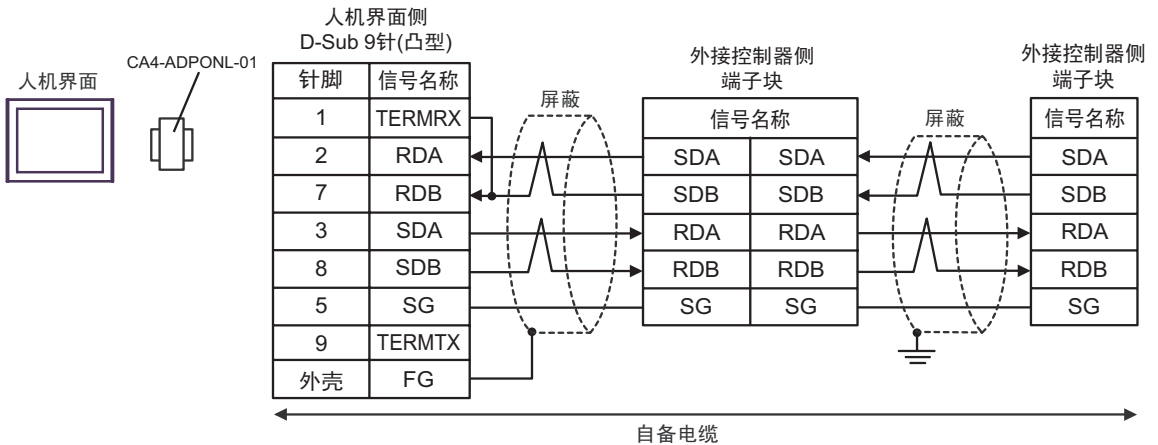 人机界面
CA4-ADPONL-01
人机界面侧
D-Sub 9针(凸型)
针脚 信号名称
1 TERMRX
2 RDA
7 RDB
3 SDA
8 SDB
5 SG
9 TERMTX
外壳 FG
屏蔽
外接控制器侧
端子块
信号名称
SDA SDA
SDB SDB
RDA RDA
RDB RDB
SG SG
屏蔽
外接控制器侧
端子块
信号名称
SDA
SDB
RDA
RDB
SG
自备电缆